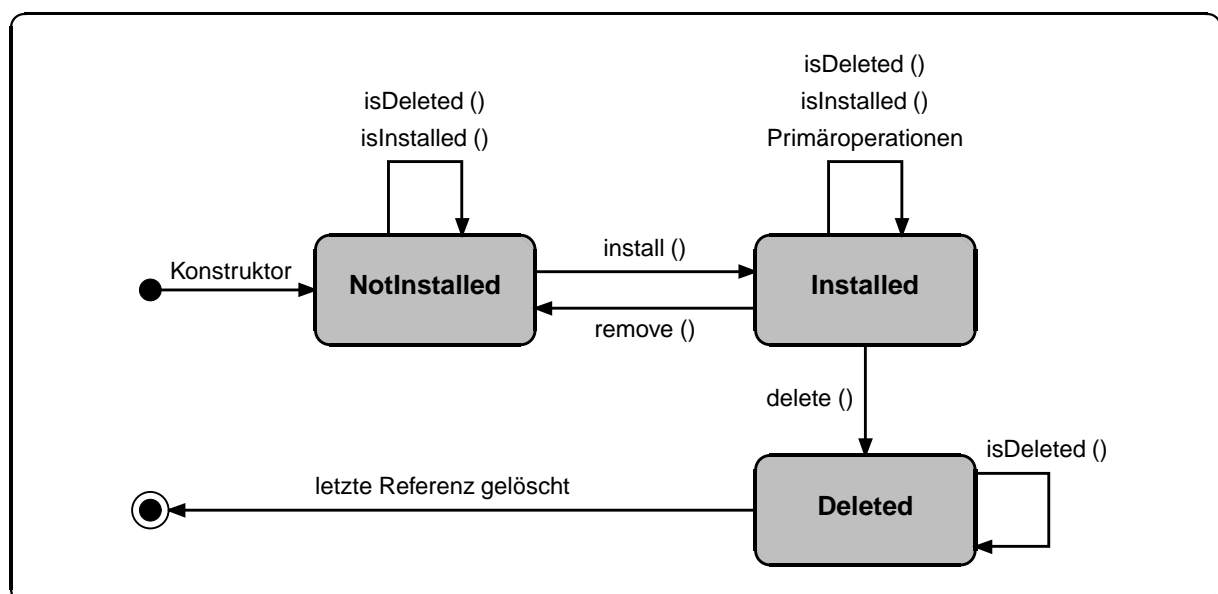 isDeleted ()
isInstalled ()
Primäroperationen
isDeleted ()
isInstalled ()
Konstruktor
NotInstalled
install ()
remove ()
Installed
delete ()
isDeleted ()
Deleted
letzte Referenz gelöscht